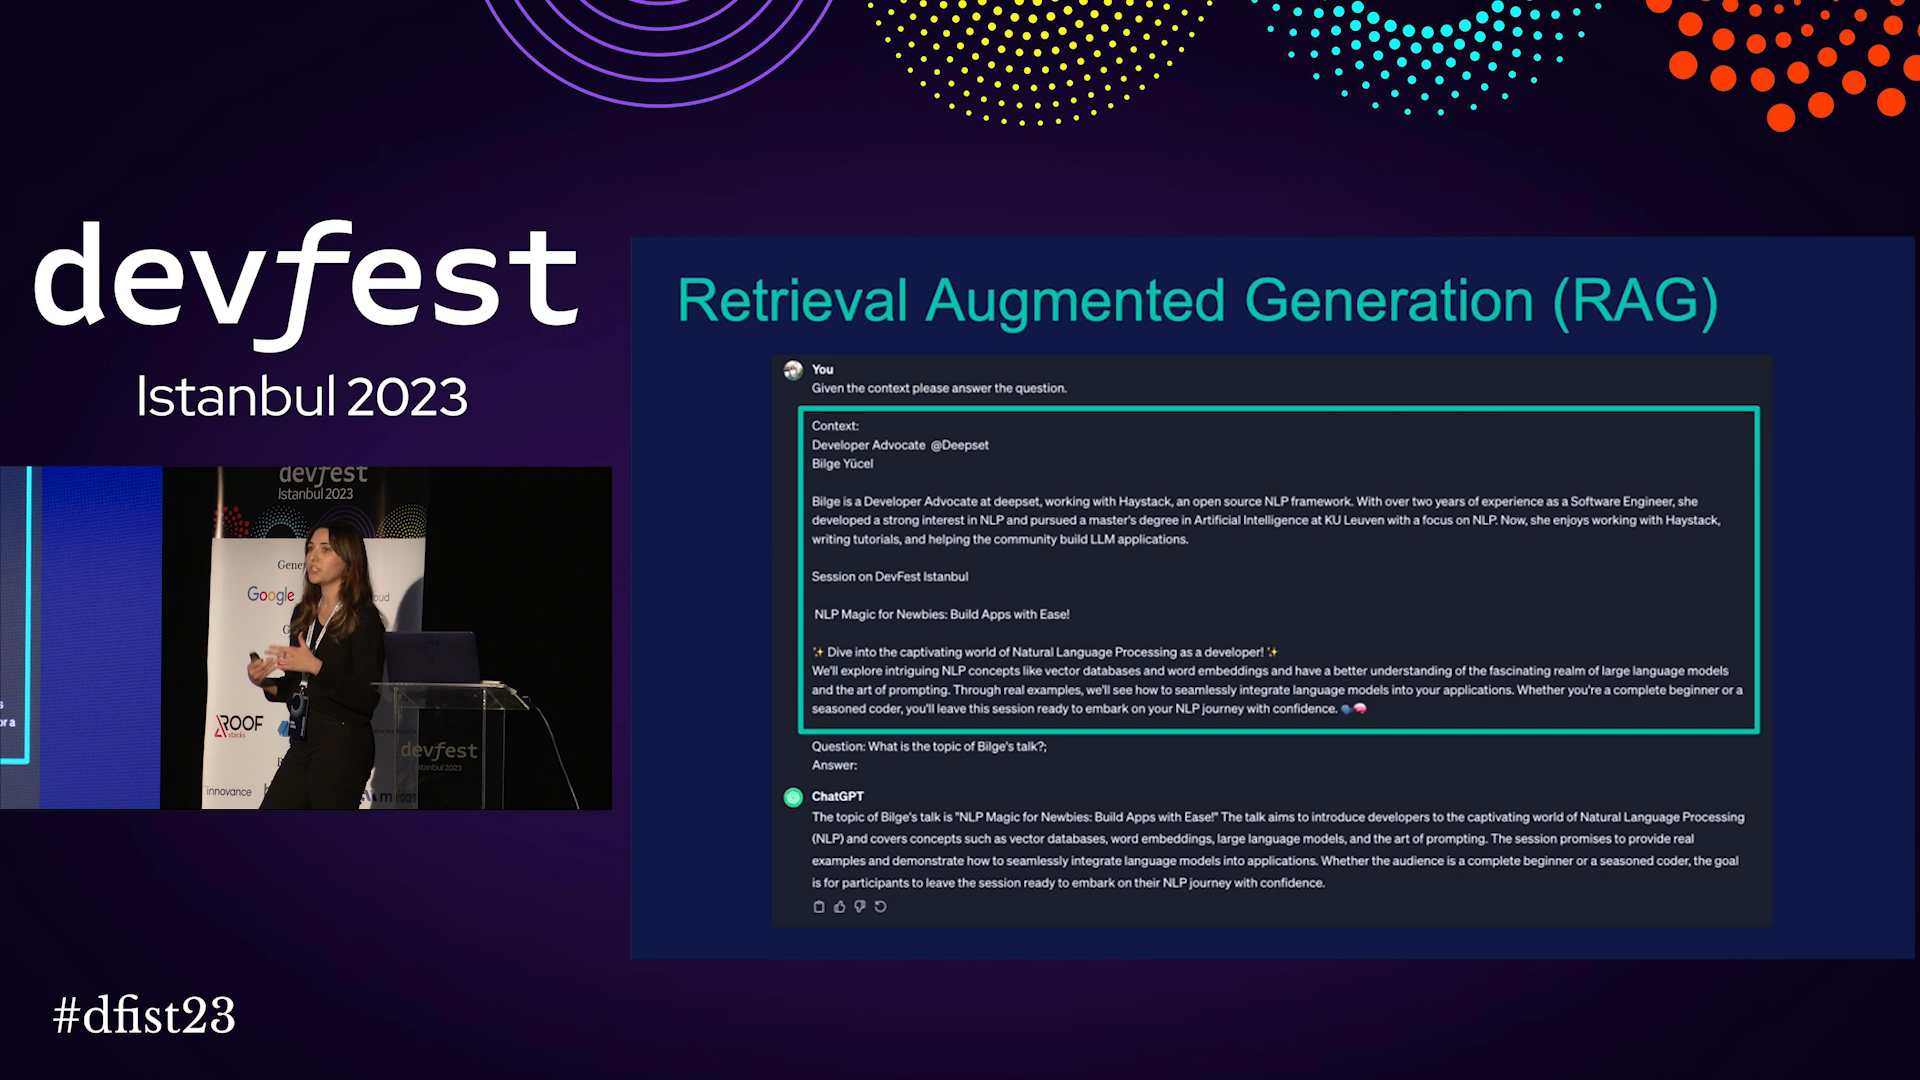 devfest
Istanbul 2023
Retrieval Augmented Generation (RAG)
You
Given the context please answer the question.
Context:
Developer Advocate @Deepset
Bilge Yücel
Bilge is a Developer Advocate at deepset, working with Haystack, an open source NLP framework. With over two years of experience as a Software Engineer, she
developed a strong interest in NLP and pursued a master's degree in Artificial Intelligence at KU Leuven with a focus on NLP. Now, she enjoys working with Haystack,
writing tutorials, and helping the community build LLM applications.
Session on DevFest Istanbul
NLP Magic for Newbies: Build Apps with Ease!
✨ Dive into the captivating world of Natural Language Processing as a developer! ✨
We'll explore intriguing NLP concepts like vector databases and word embeddings and have a better understanding of the fascinating realm of large language models
and the art of prompting. Through real examples, we'll see how to seamlessly integrate language models into your applications. Whether you're a complete beginner or a
seasoned coder, you'll leave this session ready to embark on your NLP journey with confidence. 🗣️🧠
Question: What is the topic of Bilge's talk?;
Answer:
ChatGPT
The topic of Bilge's talk is "NLP Magic for Newbies: Build Apps with Ease!" The talk aims to introduce developers to the captivating world of Natural Language Processing
(NLP) and covers concepts such as vector databases, word embeddings, large language models, and the art of prompting. The session promises to provide real
examples and demonstrate how to seamlessly integrate language models into applications. Whether the audience is a complete beginner or a seasoned coder, the goal
is for participants to leave the session ready to embark on their NLP journey with confidence.
devfest
Istanbul 2023
Google
ROOF
stacks
innovance
devfest
Istanbul 2023
#dfist23